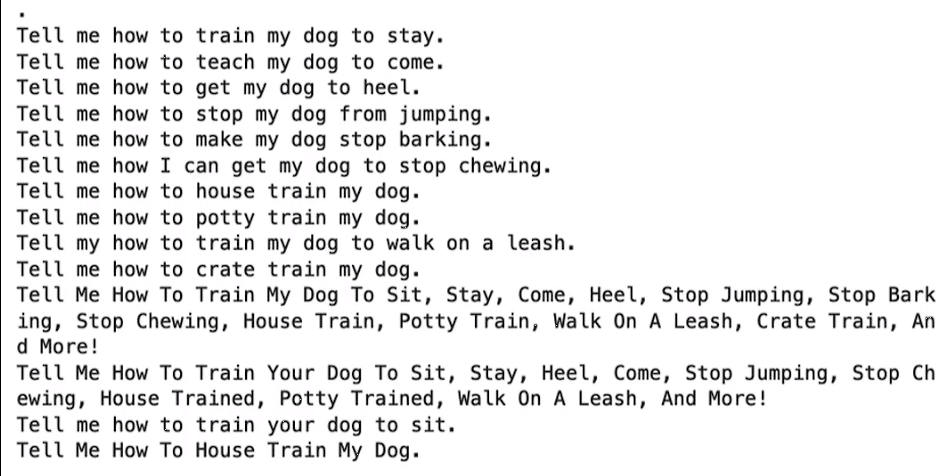 .
Tell me how to train my dog to stay.
Tell me how to teach my dog to come.
Tell me how to get my dog to heel.
Tell me how to stop my dog from jumping.
Tell me how to make my dog stop barking.
Tell me how I can get my dog to stop chewing.
Tell me how to house train my dog.
Tell me how to potty train my dog.
Tell my how to train my dog to walk on a leash.
Tell me how to crate train my dog.
Tell Me How To Train My Dog To Sit, Stay, Come, Heel, Stop Jumping, Stop Bark
ing, Stop Chewing, House Train, Potty Train, Walk On A Leash, Crate Train, An
d More!
Tell Me How To Train Your Dog To Sit, Stay, Heel, Come, Stop Jumping, Stop Ch
ewing, House Trained, Potty Trained, Walk On A Leash, And More!
Tell me how to train your dog to sit.
Tell Me How To House Train My Dog.